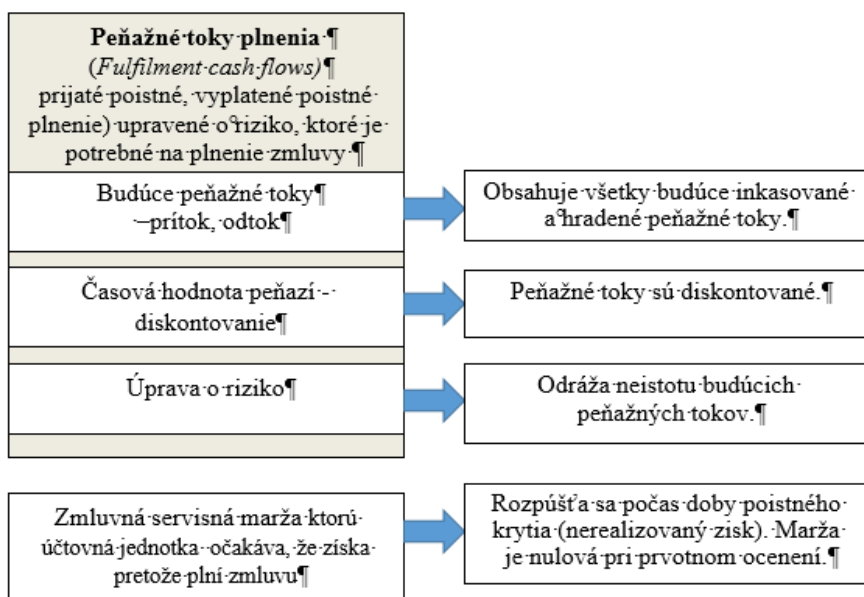 Peňažné toky plnenia ¶
(Fulfilment cash flows)¶
prijaté poistné, vyplatené poistné
plnenie) upravené o°riziko, ktoré je
potrebné na plnenie zmluvy ¶
Budúce peňažné toky¶
–prítok, odtok¶
Obsahuje všetky budúce inkasované
a°hradené peňažné toky.¶
Časová hodnota peňazí -
diskontovanie¶
Peňažné toky sú diskontované.¶
Úprava o riziko¶
Odráža neistotu budúcich
peňažných tokov.¶
Zmluvná servisná marža ktorú
účtovná jednotka očakáva, že získa
pretože plní zmluvu¶
Rozpúšťa sa počas doby poistného
krytia (nerealizovaný zisk). Marža
je nulová pri prvotnom ocenení.¶